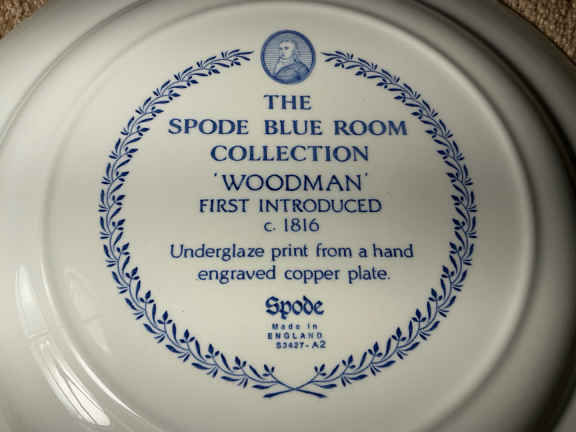 THE
SPODE BLUE ROOM
COLLECTION
'WOODMAN'
FIRST INTRODUCED
c. 1816
Underglaze print from a hand
engraved copper plate.
Spode
Made in
ENGLAND
S3427-A2